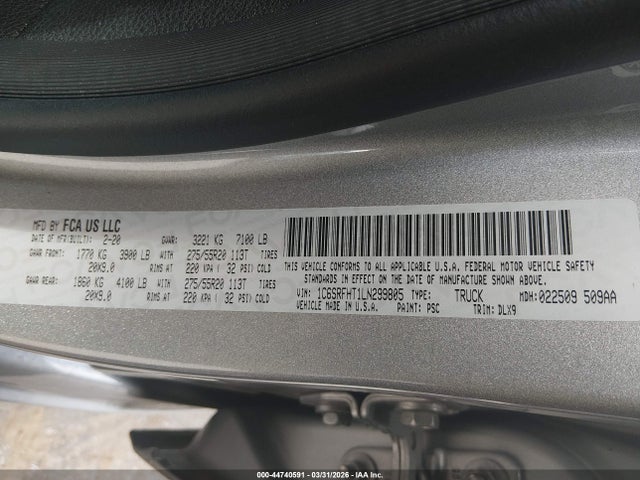 MFD BY FCA US LLC
DATE OF MFR(BUILT) 2-20 GVWR: 3221 KG 7100 LB
GAWR FRONT: 1770 KG 3900 LB 275/55R20 113T TIRES
20X9.0 RIMS AT 220 KPA ( 32 PSI) COLD
GAWR REAR: 1860 KG 4100 LB 275/55R20 113T TIRES
20X9.0 RIMS AT 220 KPA ( 32 PSI) COLD
THIS VEHICLE CONFORMS TO ALL APPLICABLE U.S.A. FEDERAL MOTOR VEHICLE SAFETY
STANDARDS IN EFFECT ON THE DATE OF MANUFACTURE SHOWN ABOVE.
VIN: 1C6SRFHT1LN299805 TYPE: TRUCK MDH: 022509 509AA
VEHICLE MADE IN U.S.A. PAINT: PSC TRIM: DLX9
000-44740591 - 03/31/2026 - IAAI Copyright